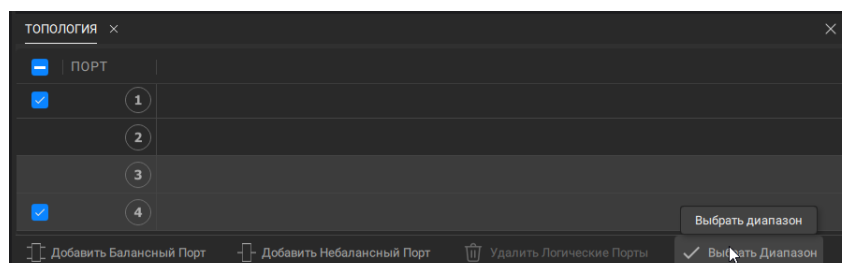 ТОПОЛОГИЯ
ПОРТ
1
2
3
4
Выбрать диапазон
Добавить Балансный Порт Добавить Небалансный Порт Удалить Логические Порты Выбрать Диапазон